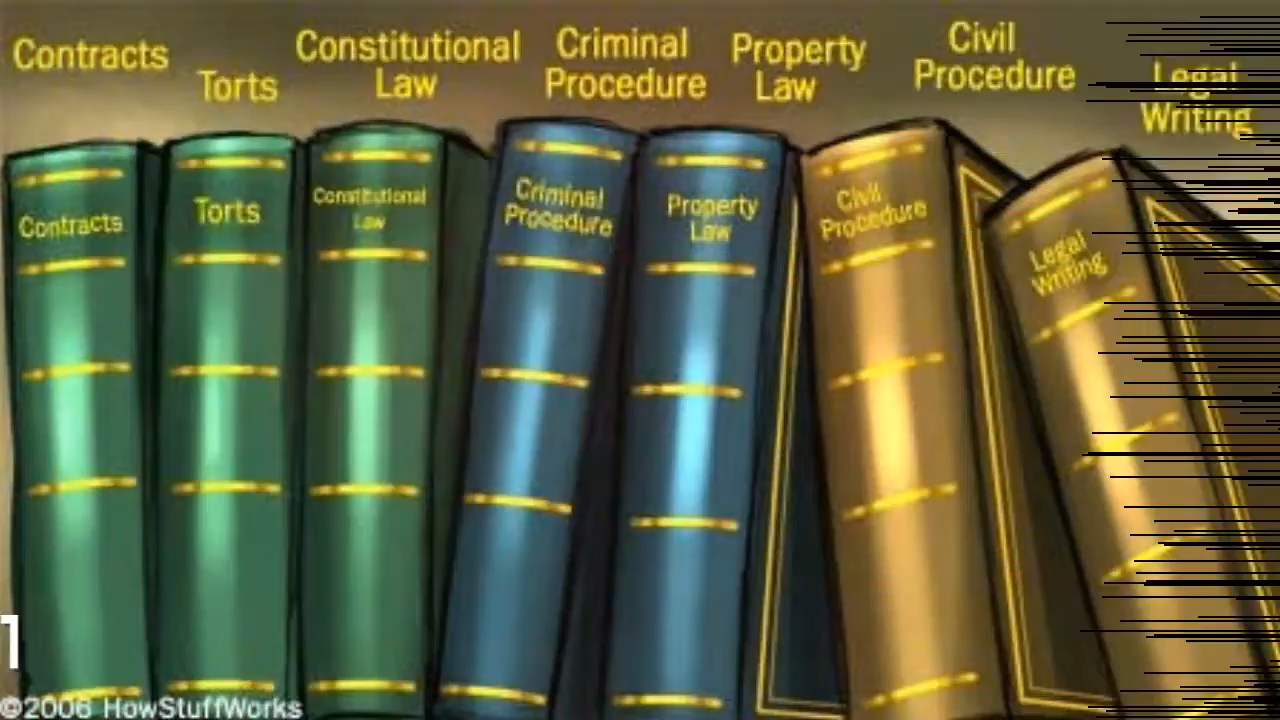 Contracts
Torts
Constitutional
Law
Criminal
Procedure
Property
Law
Civil
Procedure
Legal
Writing
Contracts
Torts
Constitutional
Law
Criminal
Procedure
Property
Law
Civil
Procedure
Legal
Writing
1
©2006 HowStuffWorks